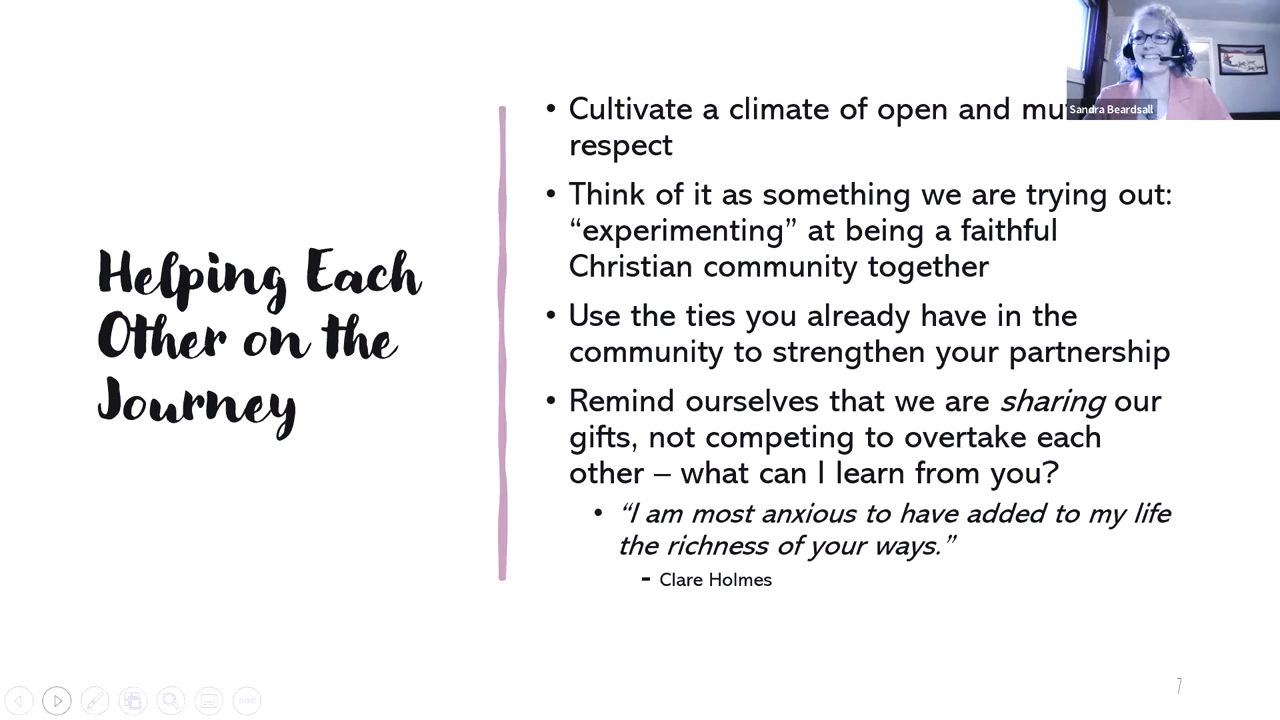 Sandra Beardsall
Helping Each
Other on the
Journey
• Cultivate a climate of open and mu
respect
• Think of it as something we are trying out:
“experimenting” at being a faithful
Christian community together
• Use the ties you already have in the
community to strengthen your partnership
• Remind ourselves that we are sharing our
gifts, not competing to overtake each
other – what can I learn from you?
• “I am most anxious to have added to my life
the richness of your ways.”
- Clare Holmes
7